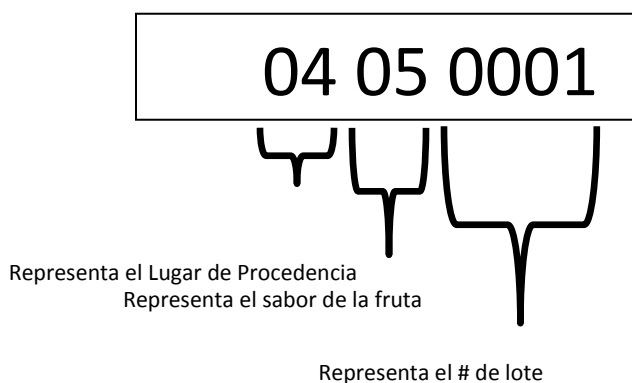 04 05 0001
Representa el Lugar de Procedencia
Representa el sabor de la fruta
Representa el # de lote